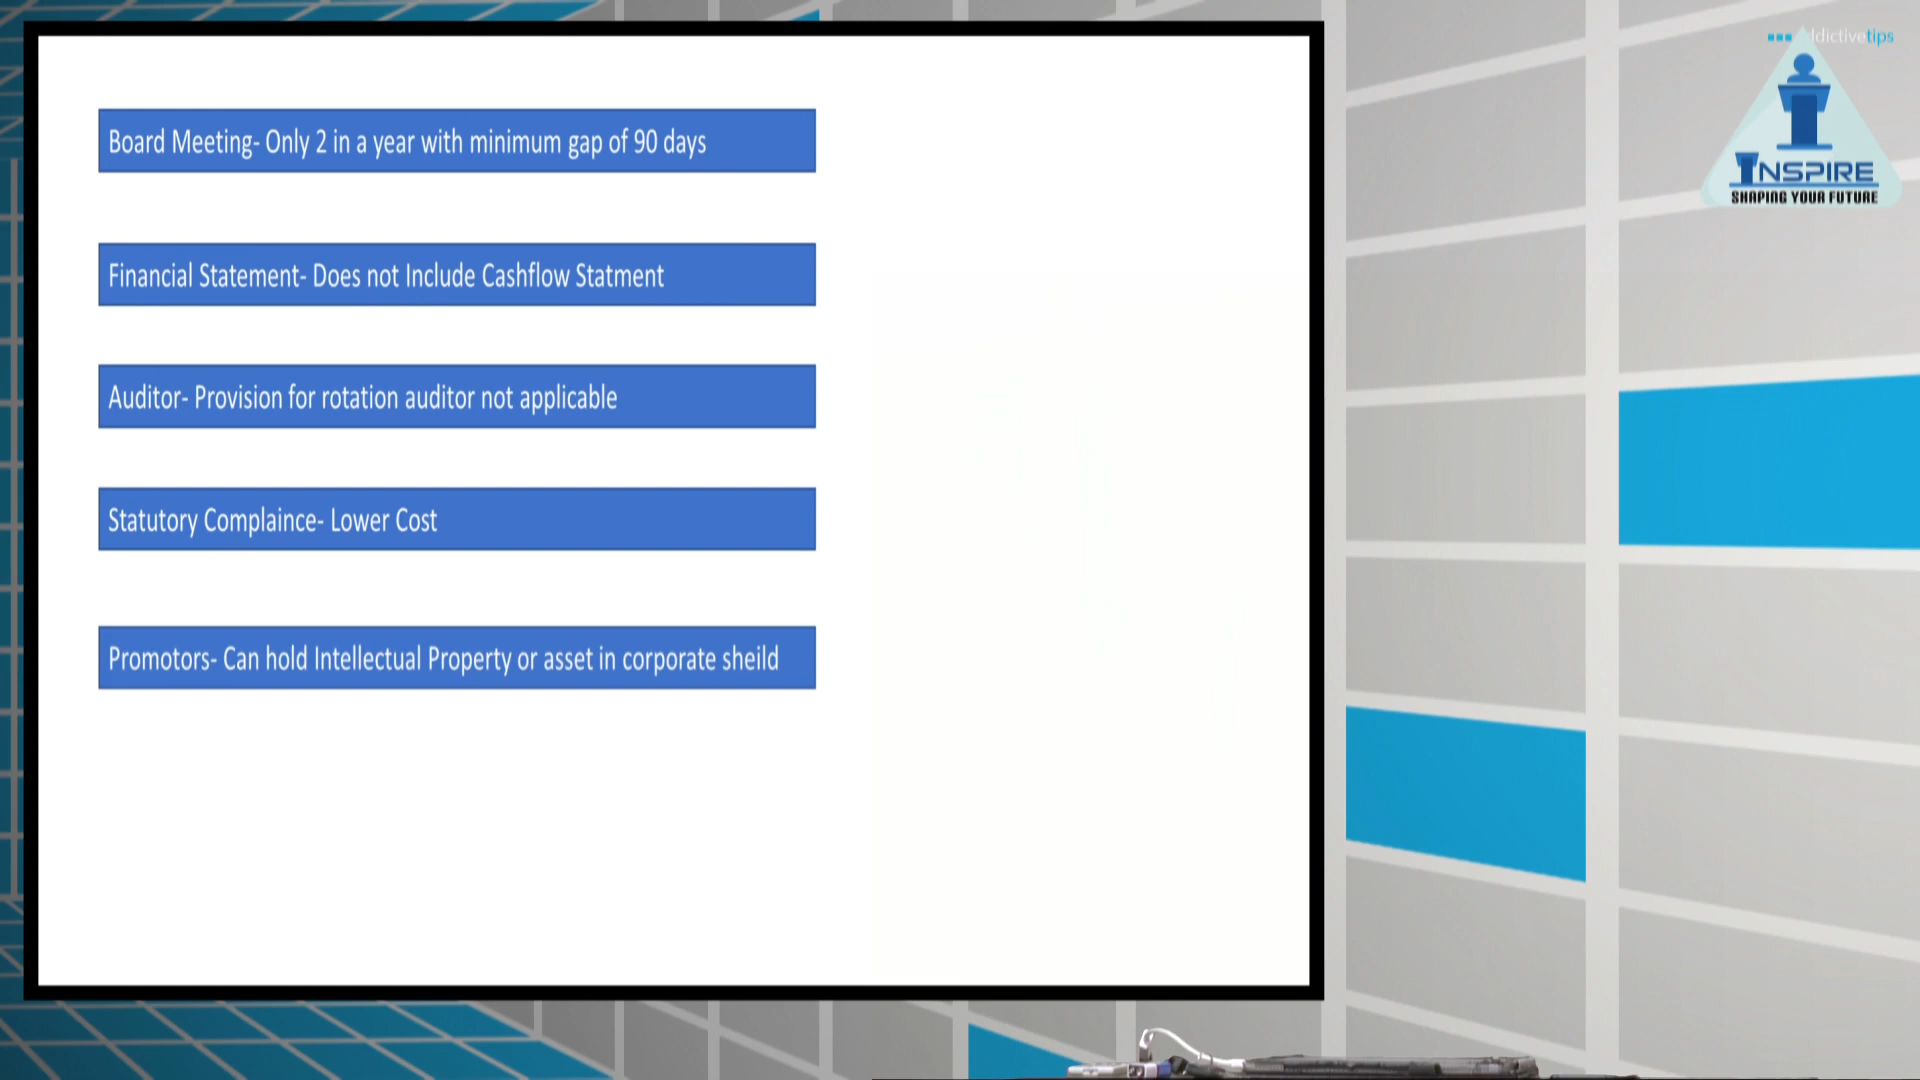 ddictivetips
Board Meeting- Only 2 in a year with minimum gap of 90 days
Financial Statement- Does not Include Cashflow Statment
Auditor- Provision for rotation auditor not applicable
Statutory Complaince- Lower Cost
Promotors- Can hold Intellectual Property or asset in corporate sheild
INSPIRE
SHAPING YOUR FUTURE